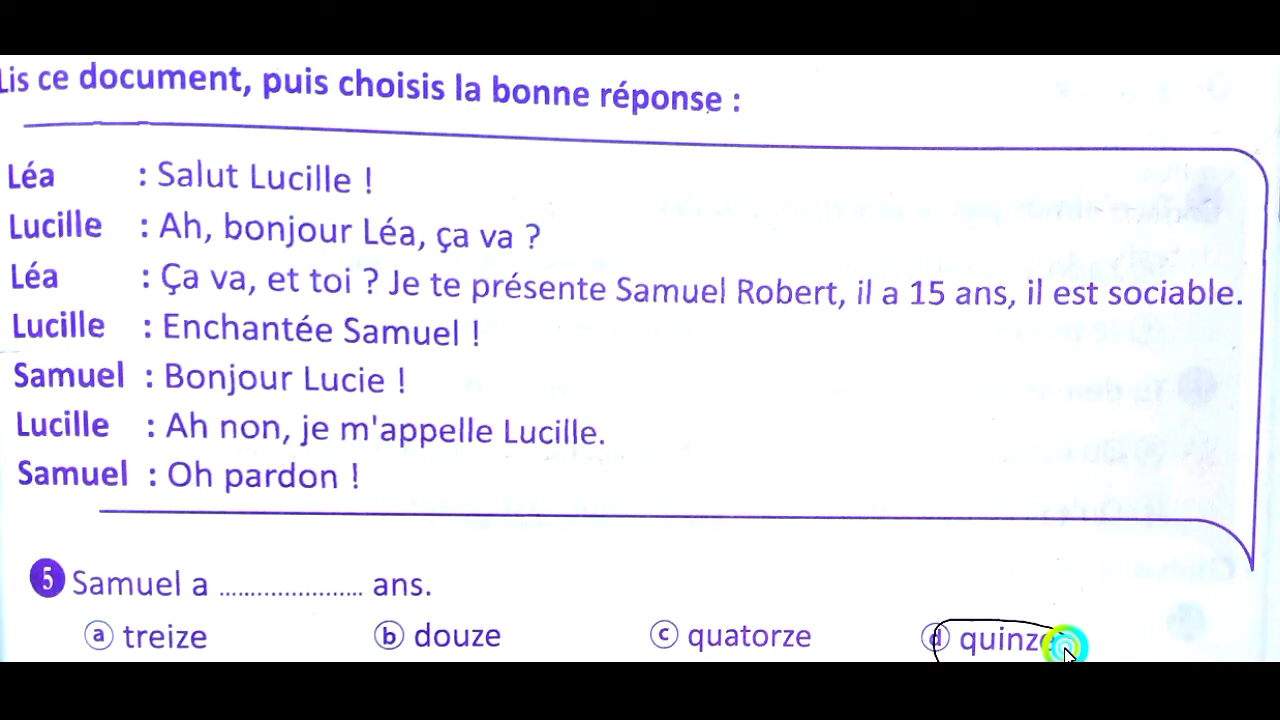 Lis ce document, puis choisis la bonne réponse :
Léa : Salut Lucille !
Lucille : Ah, bonjour Léa, ça va ?
Léa : Ça va, et toi ? Je te présente Samuel Robert, il a 15 ans, il est sociable.
Lucille : Enchantée Samuel !
Samuel : Bonjour Lucie !
Lucille : Ah non, je m'appelle Lucille.
Samuel : Oh pardon !
5 Samuel a ...................... ans.
a treize b douze c quatorze d quinze